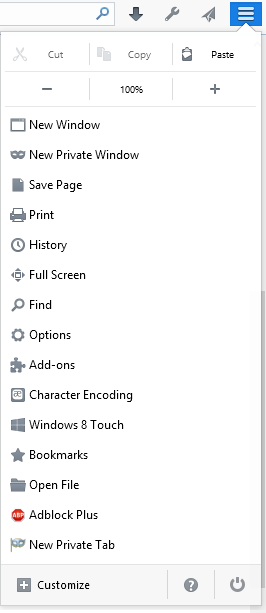 Cut Copy Paste
− 100% +
New Window
New Private Window
Save Page
Print
History
Full Screen
Find
Options
Add-ons
æ Character Encoding
Windows 8 Touch
Bookmarks
Open File
ABP Adblock Plus
New Private Tab
+ Customize ?